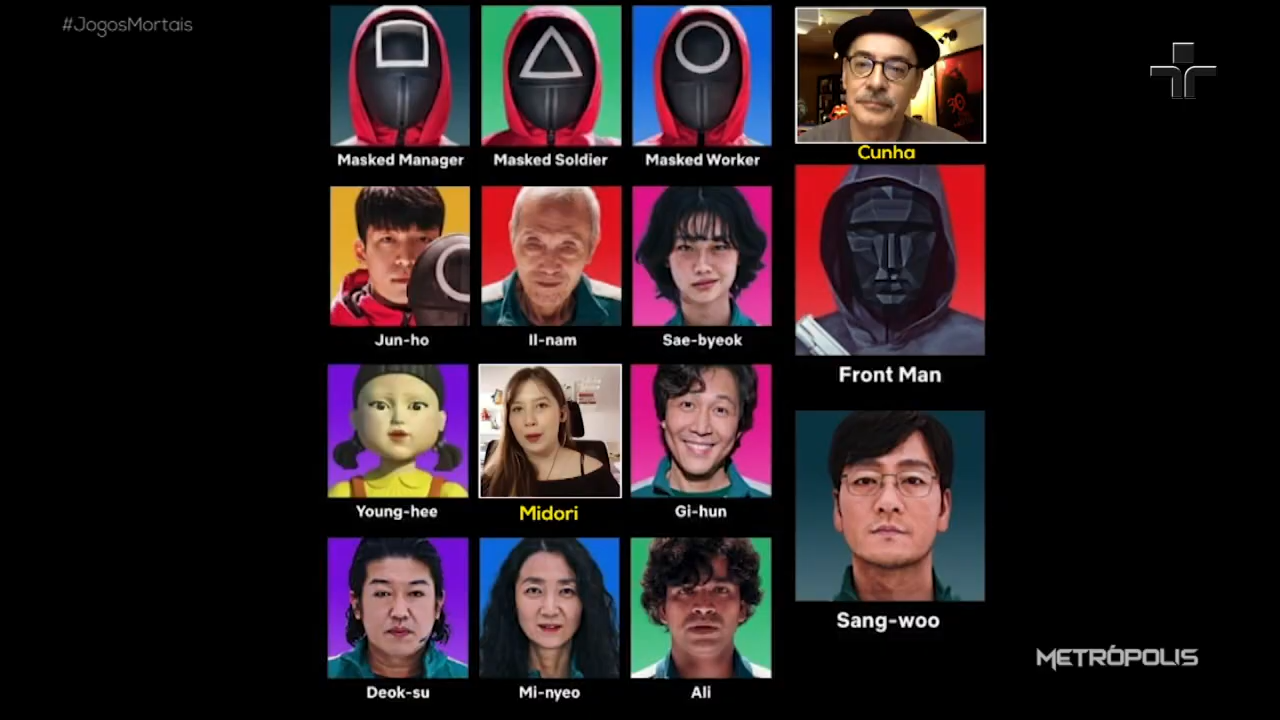 #JogosMortais
Masked Manager
Masked Soldier
Masked Worker
Cunha
Jun-ho
Il-nam
Sae-byeok
Front Man
Young-hee
Midori
Gi-hun
Sang-woo
METRÓPOLIS
Deok-su
Mi-nyeo
Ali
30